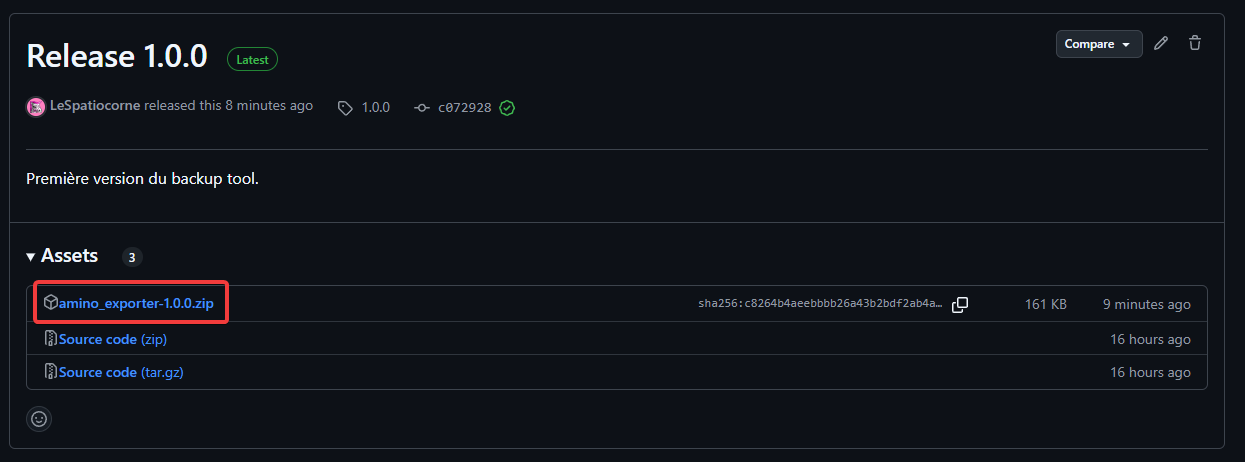 Release 1.0.0 Latest Compare
LeSpatiocorne released this 8 minutes ago 1.0.0 c072928
Première version du backup tool.
Assets 3
amino_exporter-1.0.0.zip sha256:c8264b4aeebbbb26a43b2bdf2ab4a… 161 KB 9 minutes ago
Source code (zip) 16 hours ago
Source code (tar.gz) 16 hours ago